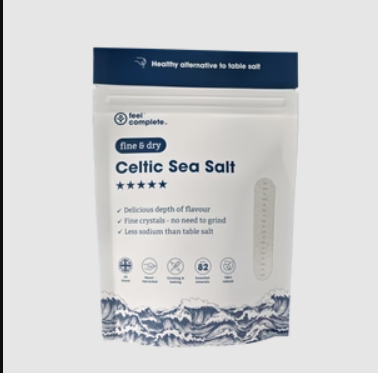 Healthy alternative to table salt
feel
complete™
fine & dry
Celtic Sea Salt
✓ Delicious depth of flavour
✓ Fine crystals - no need to grind
✓ Less sodium than table salt
82